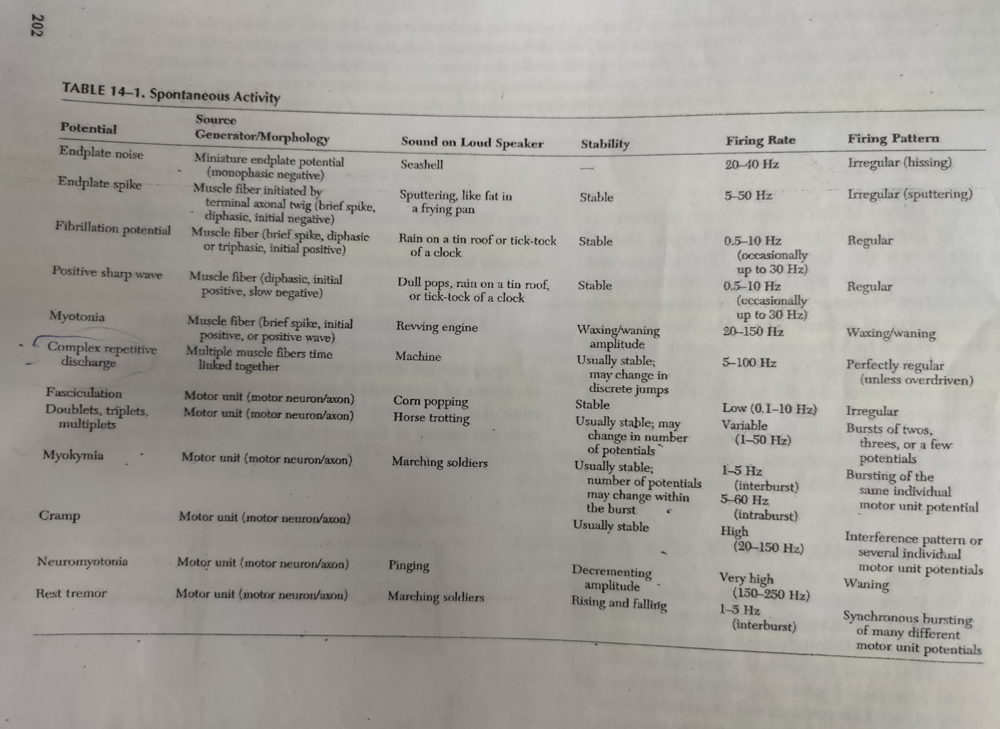 202
TABLE 14–1. Spontaneous Activity
Potential
Source
Generator/Morphology
Sound on Loud Speaker
Stability
Firing Rate
Firing Pattern
Endplate noise
Miniature endplate potential
(monophasic negative)
Seashell
—
20–40 Hz
Irregular (hissing)
Endplate spike
Muscle fiber initiated by
terminal axonal twig (brief spike,
diphasic, initial negative)
Sputtering, like fat in
a frying pan
Stable
5–50 Hz
Irregular (sputtering)
Fibrillation potential
Muscle fiber (brief spike, diphasic
or triphasic, initial positive)
Rain on a tin roof or tick-tock
of a clock
Stable
0.5–10 Hz
(occasionally
up to 30 Hz)
Regular
Positive sharp wave
Muscle fiber (diphasic, initial
positive, slow negative)
Dull pops, rain on a tin roof,
or tick-tock of a clock
Stable
0.5–10 Hz
(occasionally
up to 30 Hz)
Regular
Myotonia
Muscle fiber (brief spike, initial
positive, or positive wave)
Revving engine
Waxing/waning
amplitude
20–150 Hz
Waxing/waning
Complex repetitive
discharge
Multiple muscle fibers time
linked together
Machine
Usually stable;
may change in
discrete jumps
5–100 Hz
Perfectly regular
(unless overdriven)
Fasciculation
Motor unit (motor neuron/axon)
Corn popping
Stable
Low (0.1–10 Hz)
Irregular
Doublets, triplets,
multiplets
Motor unit (motor neuron/axon)
Horse trotting
Usually stable; may
change in number
of potentials
Variable
(1–50 Hz)
Bursts of twos,
threes, or a few
potentials
Myokymia
Motor unit (motor neuron/axon)
Marching soldiers
Usually stable;
number of potentials
may change within
the burst
1–5 Hz
(interburst)
5–60 Hz
(intraburst)
Bursting of the
same individual
motor unit potential
Cramp
Motor unit (motor neuron/axon)
Usually stable
High
(20–150 Hz)
Interference pattern or
several individual
motor unit potentials
Neuromyotonia
Motor unit (motor neuron/axon)
Pinging
Decrementing
amplitude
Very high
(150–250 Hz)
Waning
Rest tremor
Motor unit (motor neuron/axon)
Marching soldiers
Rising and falling
1–5 Hz
(interburst)
Synchronous bursting
of many different
motor unit potentials